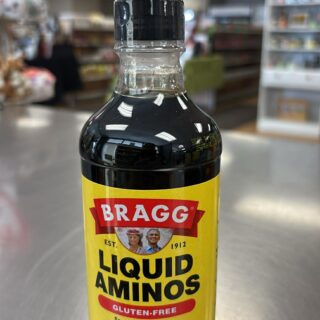 BRAGG
EST. 1912
LIQUID
AMINOS
GLUTEN-FREE